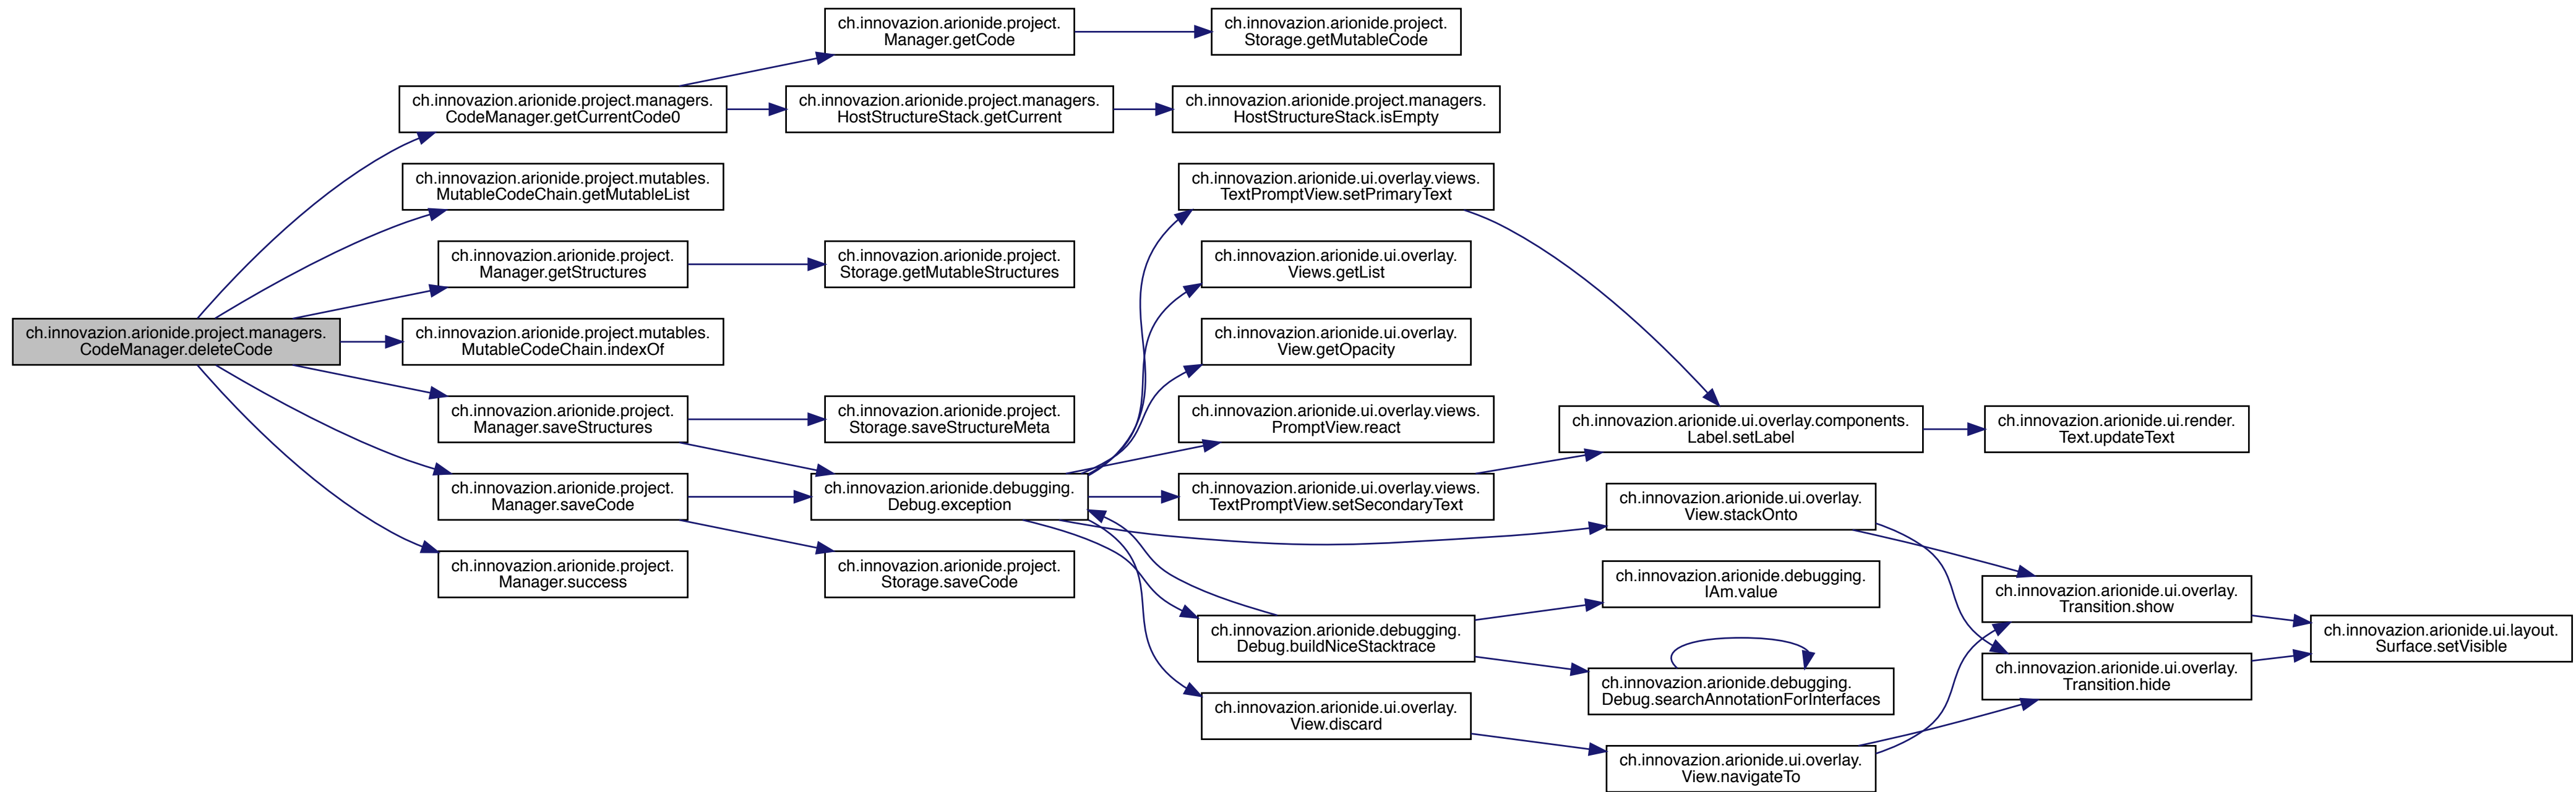 ch.innovazion.arionide.project.managers.
CodeManager.deleteCode
ch.innovazion.arionide.project.managers.
CodeManager.getCurrentCode0
ch.innovazion.arionide.project.mutables.
MutableCodeChain.getMutableList
ch.innovazion.arionide.project.
Manager.getStructures
ch.innovazion.arionide.project.mutables.
MutableCodeChain.indexOf
ch.innovazion.arionide.project.
Manager.saveStructures
ch.innovazion.arionide.project.
Manager.saveCode
ch.innovazion.arionide.project.
Manager.success
ch.innovazion.arionide.project.
Manager.getCode
ch.innovazion.arionide.project.managers.
HostStructureStack.getCurrent
ch.innovazion.arionide.project.
Storage.getMutableStructures
ch.innovazion.arionide.project.
Storage.saveStructureMeta
ch.innovazion.arionide.debugging.
Debug.exception
ch.innovazion.arionide.project.
Storage.saveCode
ch.innovazion.arionide.project.
Storage.getMutableCode
ch.innovazion.arionide.project.managers.
HostStructureStack.isEmpty
ch.innovazion.arionide.ui.overlay.views.
TextPromptView.setPrimaryText
ch.innovazion.arionide.ui.overlay.
Views.getList
ch.innovazion.arionide.ui.overlay.
View.getOpacity
ch.innovazion.arionide.ui.overlay.views.
PromptView.react
ch.innovazion.arionide.ui.overlay.views.
TextPromptView.setSecondaryText
ch.innovazion.arionide.debugging.
Debug.buildNiceStacktrace
ch.innovazion.arionide.ui.overlay.
View.discard
ch.innovazion.arionide.ui.overlay.components.
Label.setLabel
ch.innovazion.arionide.ui.overlay.
View.stackOnto
ch.innovazion.arionide.debugging.
IAm.value
ch.innovazion.arionide.debugging.
Debug.searchAnnotationForInterfaces
ch.innovazion.arionide.ui.overlay.
View.navigateTo
ch.innovazion.arionide.ui.render.
Text.updateText
ch.innovazion.arionide.ui.overlay.
Transition.show
ch.innovazion.arionide.ui.overlay.
Transition.hide
ch.innovazion.arionide.ui.layout.
Surface.setVisible